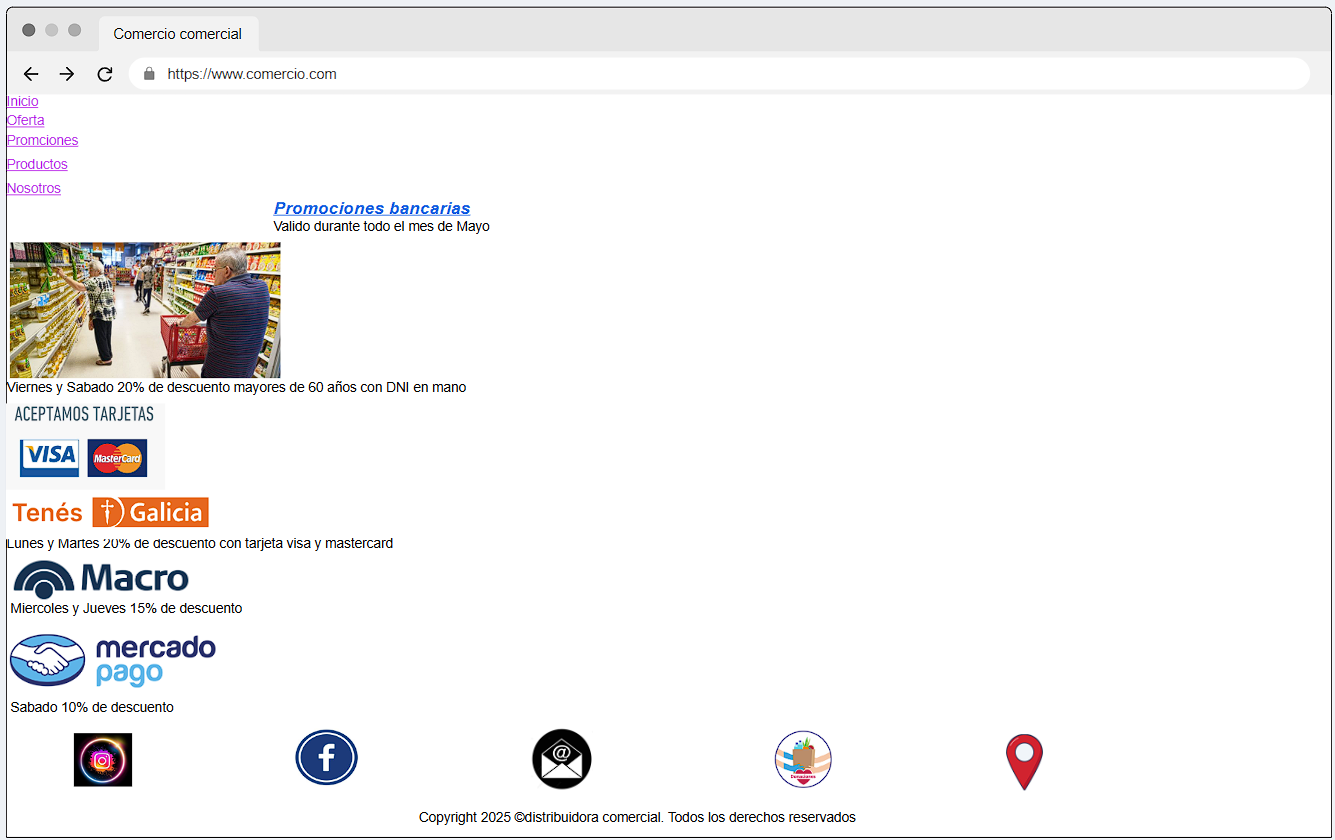 Comercio comercial
https://www.comercio.com
Inicio
Oferta
Promciones
Productos
Nosotros
Promociones bancarias
Valido durante todo el mes de Mayo
Viernes y Sabado 20% de descuento mayores de 60 años con DNI en mano
ACEPTAMOS TARJETAS
VISA MasterCard
Tenés Galicia
Lunes y Martes 20% de descuento con tarjeta visa y mastercard
Macro
Miercoles y Jueves 15% de descuento
mercado
pago
Sabado 10% de descuento
f
@
Donaciones
Copyright 2025 ©distribuidora comercial. Todos los derechos reservados